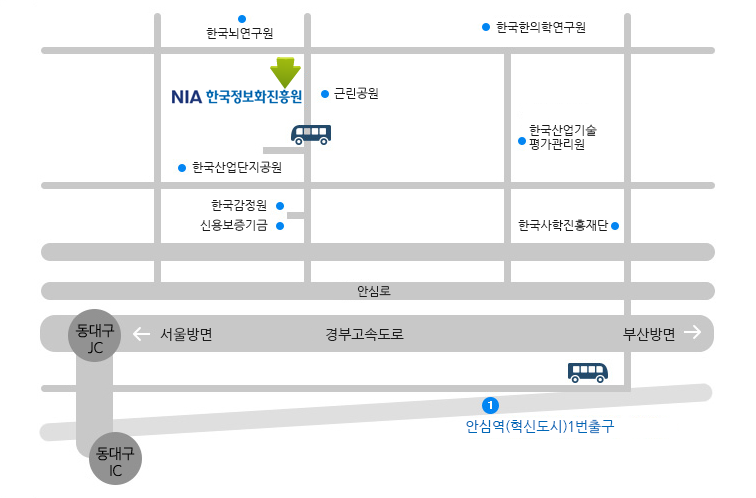 한국뇌연구원
한국한의학연구원
NIA 한국정보화진흥원
근린공원
한국산업기술
평가관리원
한국산업단지공원
한국감정원
신용보증기금
한국사학진흥재단
안심로
동대구
JC
서울방면
경부고속도로
부산방면
1
안심역(혁신도시)1번출구
동대구
IC